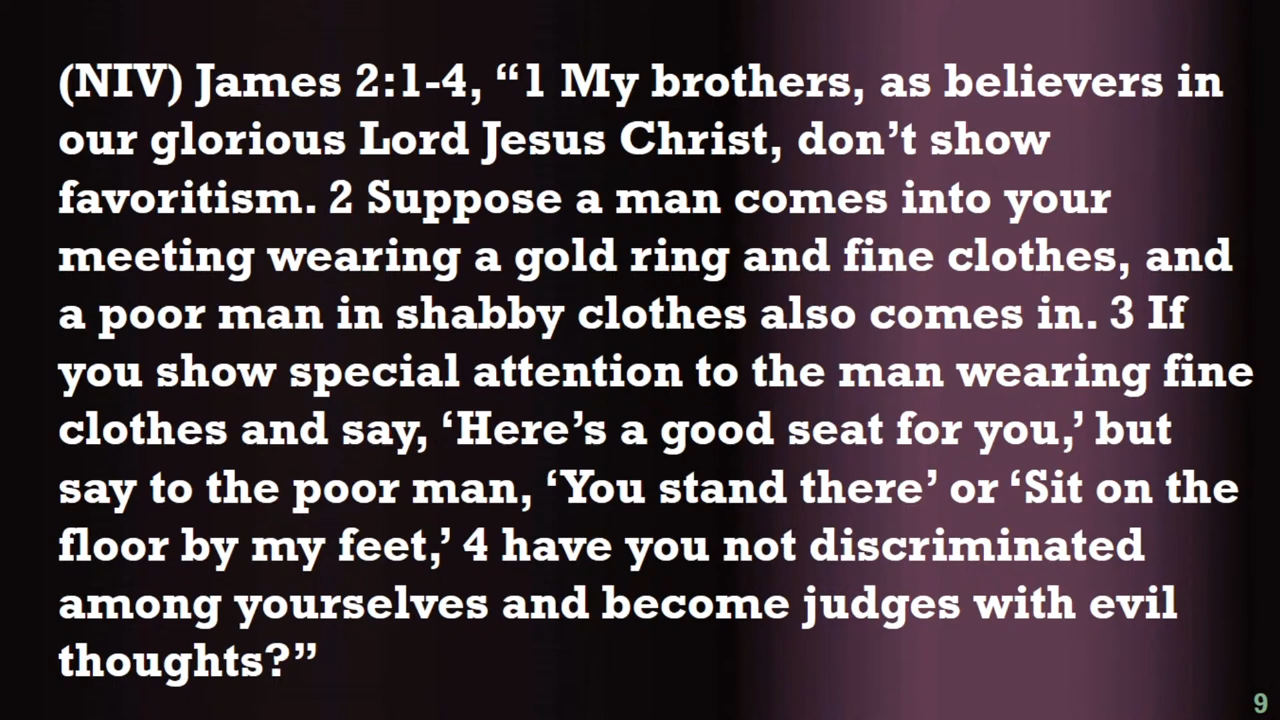 (NIV) James 2:1-4, “1 My brothers, as believers in
our glorious Lord Jesus Christ, don’t show
favoritism. 2 Suppose a man comes into your
meeting wearing a gold ring and fine clothes, and
a poor man in shabby clothes also comes in. 3 If
you show special attention to the man wearing fine
clothes and say, ‘Here’s a good seat for you,’ but
say to the poor man, ‘You stand there’ or ‘Sit on the
floor by my feet,’ 4 have you not discriminated
among yourselves and become judges with evil
thoughts?”
9